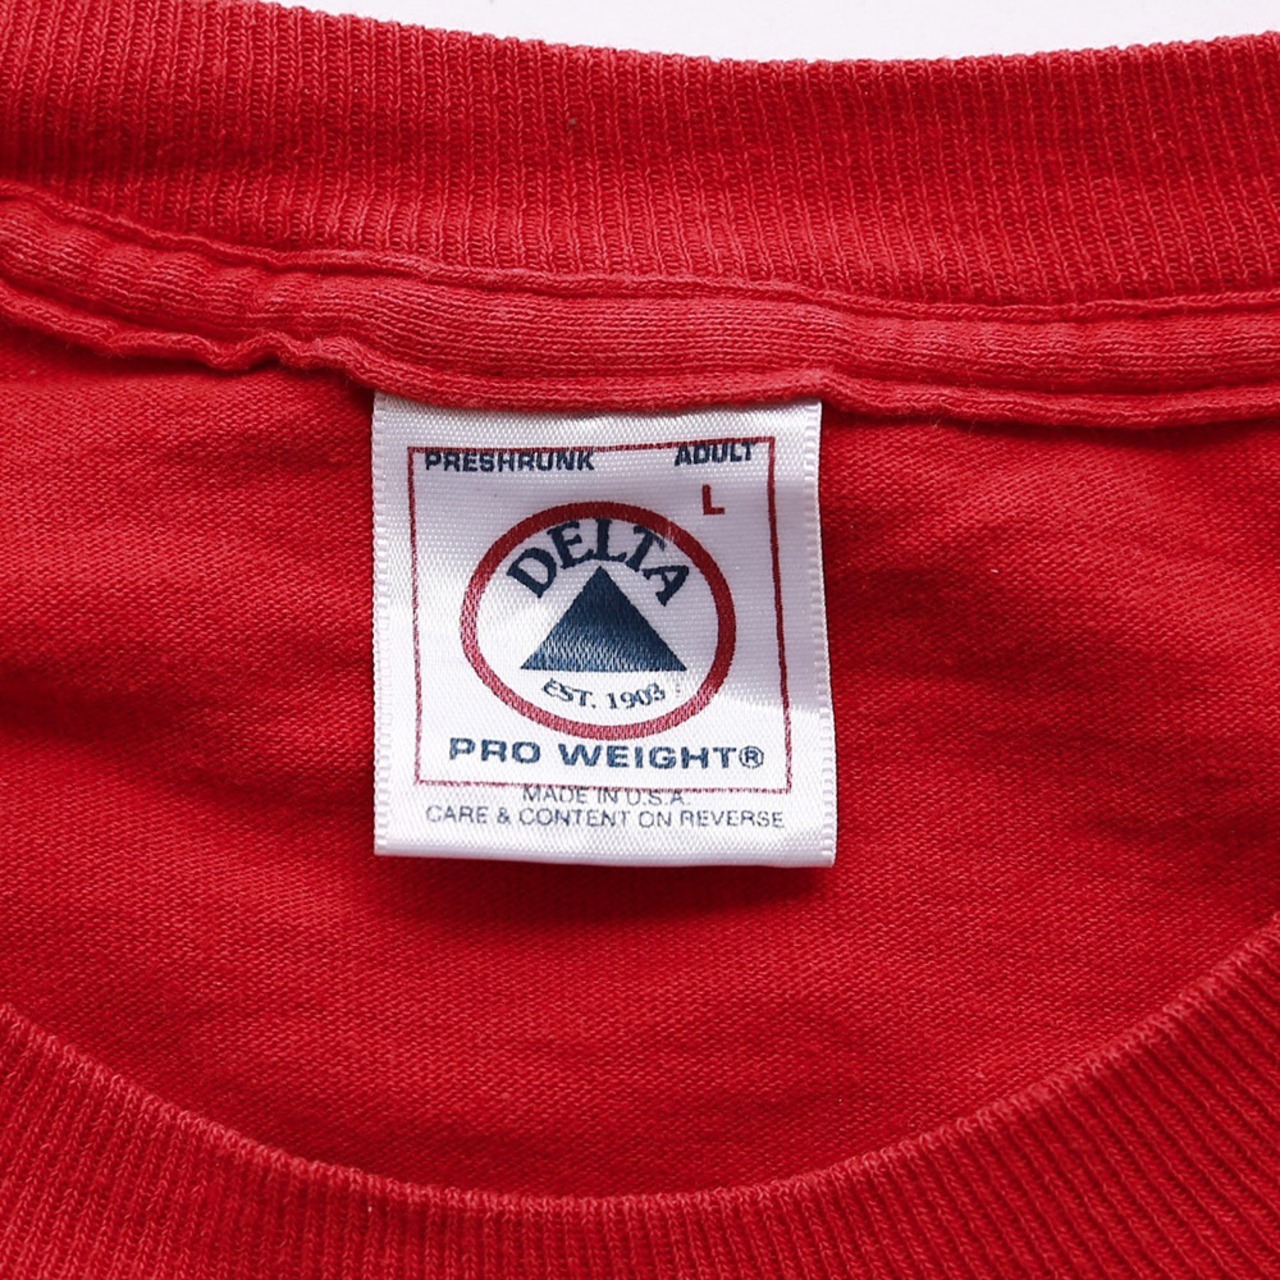 PRESHRUNK ADULT
L
DELTA
EST. 1903
PRO WEIGHT®
MADE IN U.S.A.
CARE & CONTENT ON REVERSE